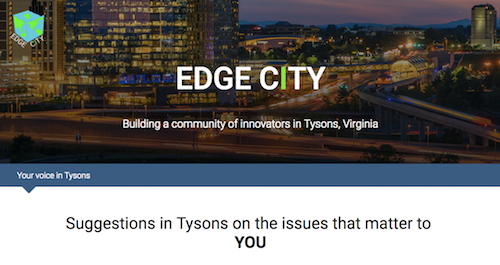 EDGE CITY
EDGE CITY
Building a community of innovators in Tysons, Virginia
Your voice in Tysons
Suggestions in Tysons on the issues that matter to
YOU